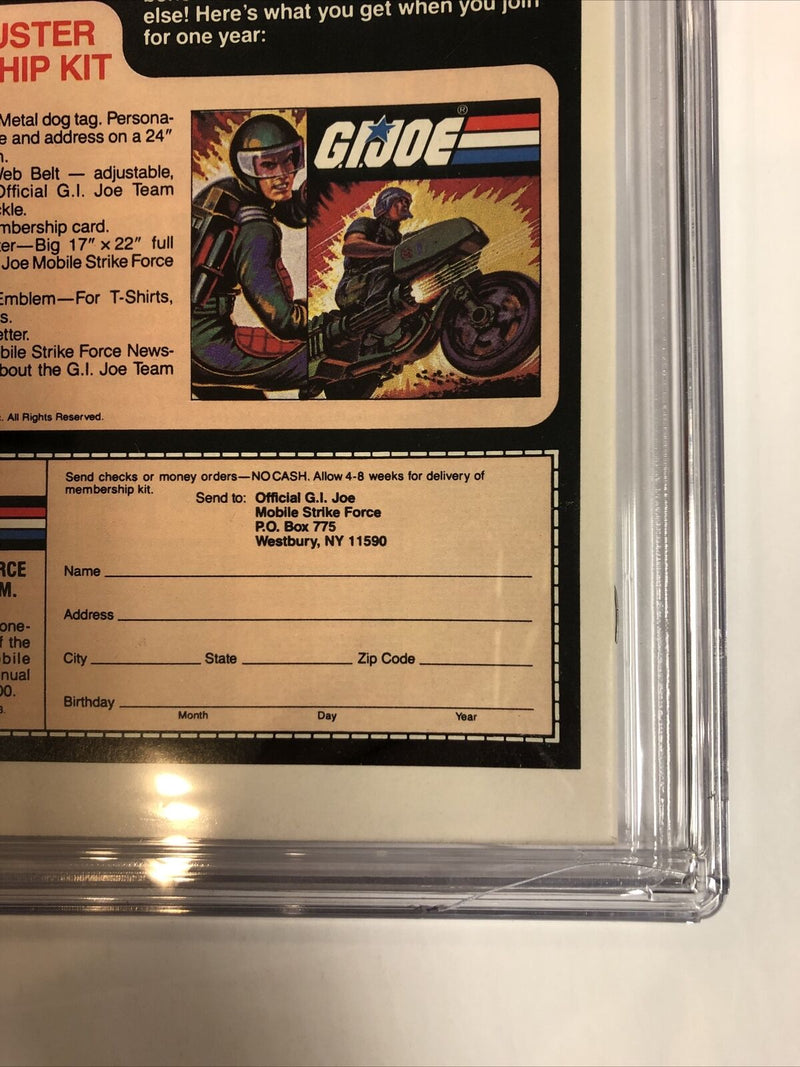 else! Here's what you get when you join
for one year:
HIP KIT
Metal dog tag. Persona-
e and address on a 24"
Web Belt — adjustable,
Official G.I. Joe Team
kle.
mbership card.
ter—Big 17" x 22" full
Joe Mobile Strike Force
Emblem—For T-Shirts,
s.
etter.
bile Strike Force News-
bout the G.I. Joe Team
G.I. JOE®
. All Rights Reserved.
Send checks or money orders—NO CASH. Allow 4-8 weeks for delivery of
membership kit.
Send to: Official G.I. Joe
Mobile Strike Force
P.O. Box 775
Westbury, NY 11590
Name
Address
City State Zip Code
Birthday
Month Day Year
RCE
M.
one-
f the
bile
nual
00.